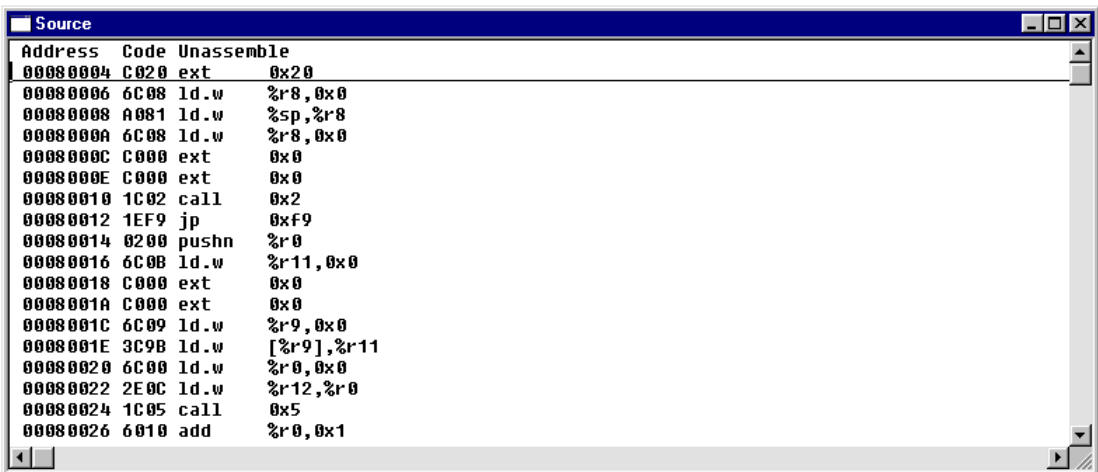 Source
Address Code Unassemble
00080004 C020 ext 0x20
00080006 6C08 ld.w %r8,0x0
00080008 A081 ld.w %sp,%r8
0008000A 6C08 ld.w %r8,0x0
0008000C C000 ext 0x0
0008000E C000 ext 0x0
00080010 1C02 call 0x2
00080012 1EF9 jp 0xf9
00080014 0200 pushn %r0
00080016 6C0B ld.w %r11,0x0
00080018 C000 ext 0x0
0008001A C000 ext 0x0
0008001C 6C09 ld.w %r9,0x0
0008001E 3C9B ld.w [%r9],%r11
00080020 6C00 ld.w %r0,0x0
00080022 2E0C ld.w %r12,%r0
00080024 1C05 call 0x5
00080026 6010 add %r0,0x1